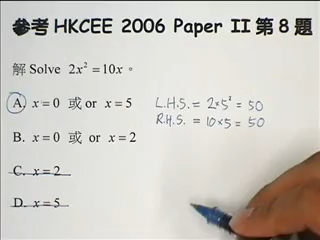 參考 HKCEE 2006 Paper II 第 8 題
解 Solve 2x² = 10x。
A. x = 0 或 or x = 5
L.H.S. = 2×5² = 50
R.H.S. = 10×5 = 50
B. x = 0 或 or x = 2
C. x = 2
D. x = 5